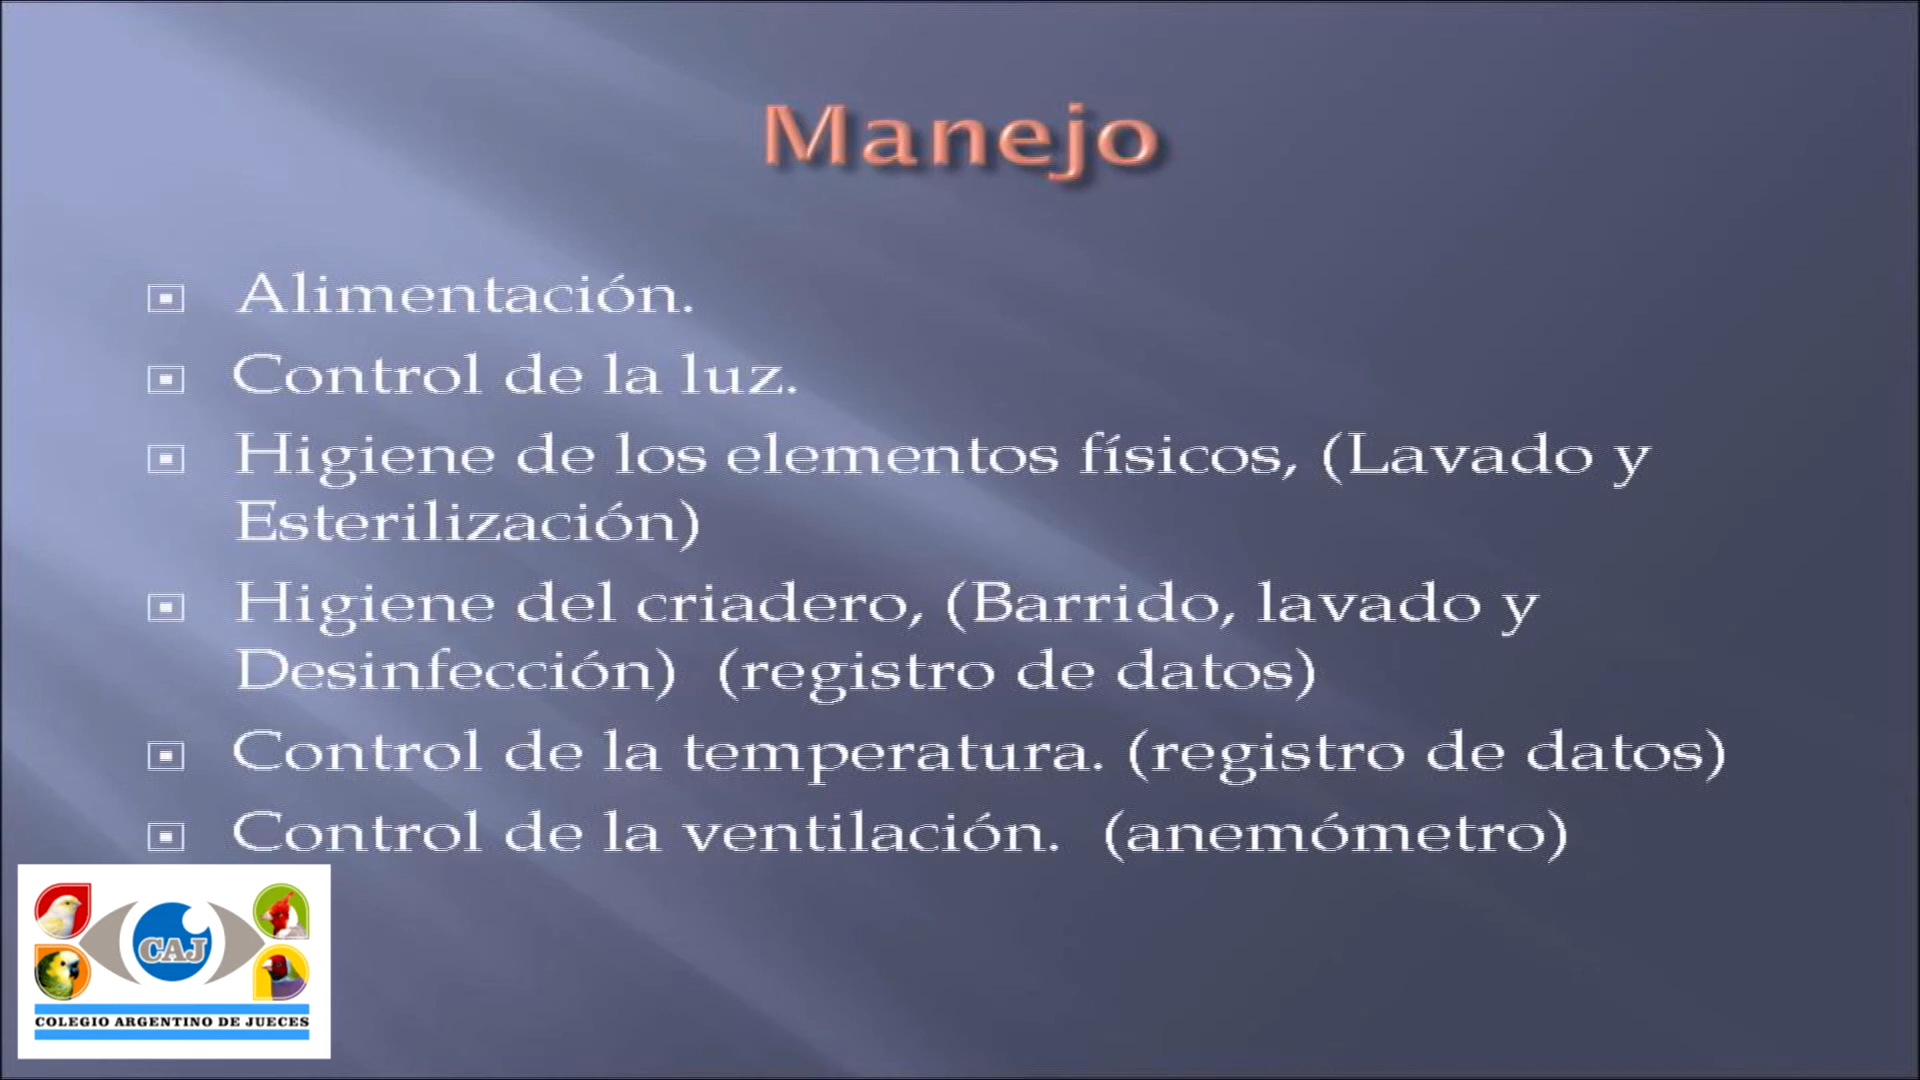 Manejo
Alimentación.
Control de la luz.
Higiene de los elementos físicos, (Lavado y
Esterilización)
Higiene del criadero, (Barrido, lavado y
Desinfección) (registro de datos)
Control de la temperatura. (registro de datos)
Control de la ventilación. (anemómetro)
CAJ
COLEGIO ARGENTINO DE JUECES